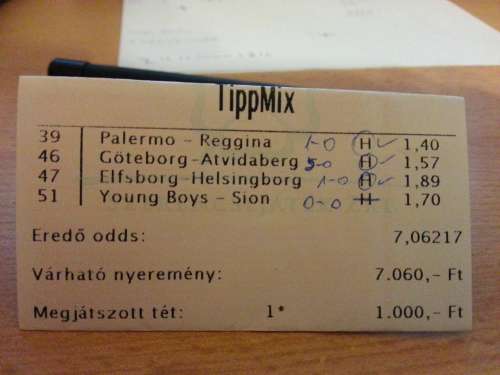 TippMix
39 Palermo - Reggina 1-0 H ✓ 1,40
46 Göteborg-Atvidaberg 5-0 H ✓ 1,57
47 Elfsborg-Helsingborg 1-0 H ✓ 1,89
51 Young Boys - Sion 0-0 H 1,70
Eredő odds: 7,06217
Várható nyeremény: 7.060,- Ft
Megjátszott tét: 1* 1.000,- Ft